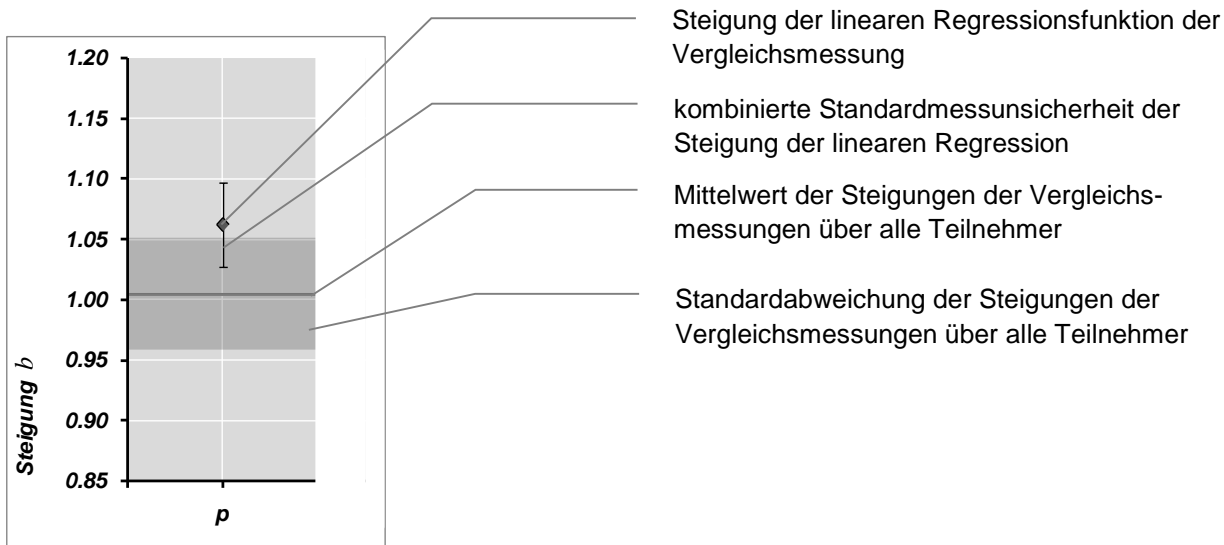 Steigung der linearen Regressionsfunktion der
Vergleichsmessung
kombinierte Standardmessunsicherheit der
Steigung der linearen Regression
Mittelwert der Steigungen der Vergleichs-
messungen über alle Teilnehmer
Standardabweichung der Steigungen der
Vergleichsmessungen über alle Teilnehmer
1.20
1.15
1.10
1.05
1.00
0.95
0.90
0.85
Steigung b
p